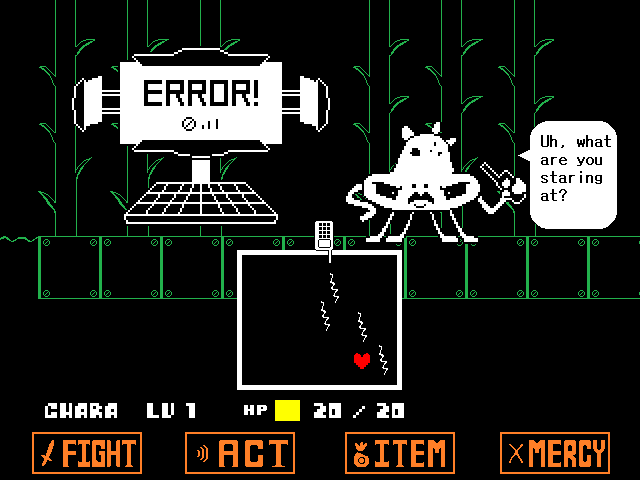 ERROR!
Uh, what
are you
staring
at?
CHARA LV 1 HP 20 / 20
FIGHT ACT ITEM MERCY